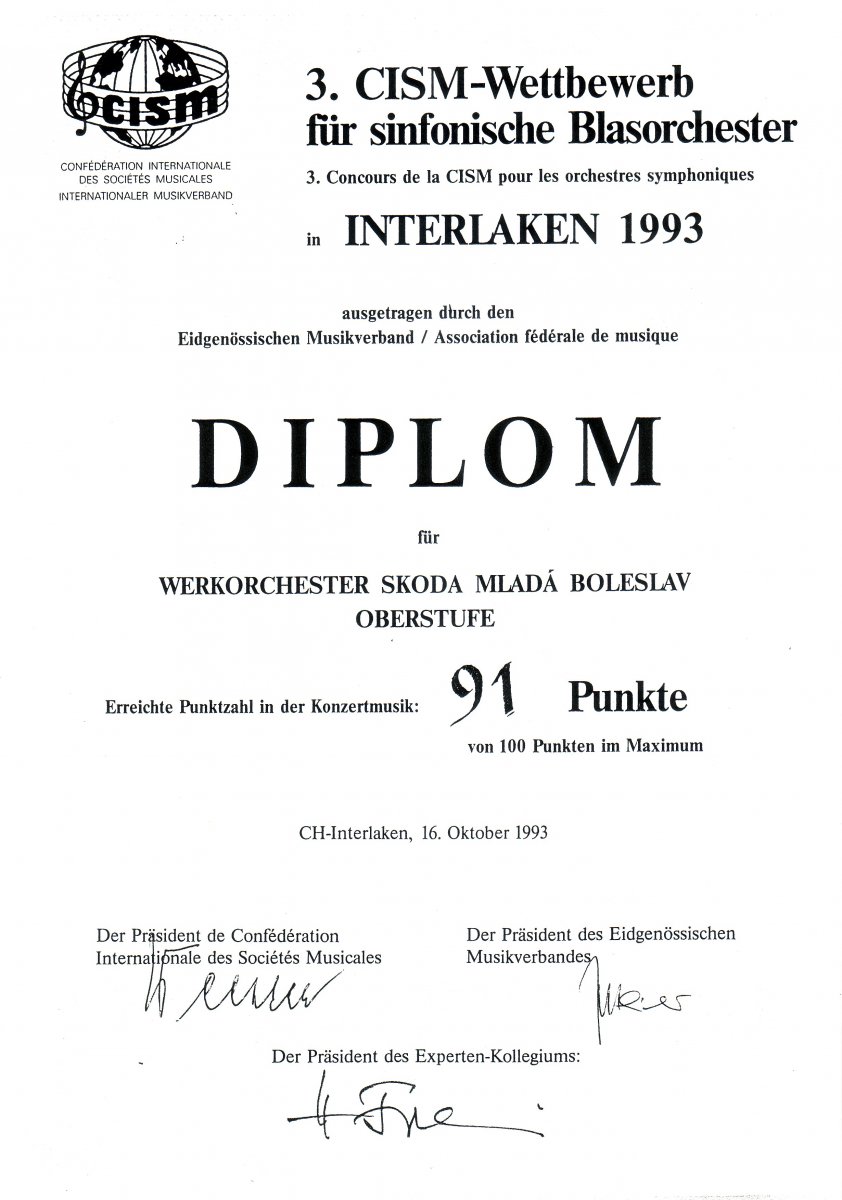 CISM
CONFÉDÉRATION INTERNATIONALE
DES SOCIÉTÉS MUSICALES
INTERNATIONALER MUSIKVERBAND
3. CISM-Wettbewerb
für sinfonische Blasorchester
3. Concours de la CISM pour les orchestres symphoniques
in INTERLAKEN 1993
ausgetragen durch den
Eidgenössischen Musikverband / Association fédérale de musique
DIPLOM
für
WERKORCHESTER SKODA MLADÁ BOLESLAV
OBERSTUFE
Erreichte Punktzahl in der Konzertmusik: 91 Punkte
von 100 Punkten im Maximum
CH-Interlaken, 16. Oktober 1993
Der Präsident de Confédération
Internationale des Sociétés Musicales
Der Präsident des Eidgenössischen
Musikverbandes
Der Präsident des Experten-Kollegiums: